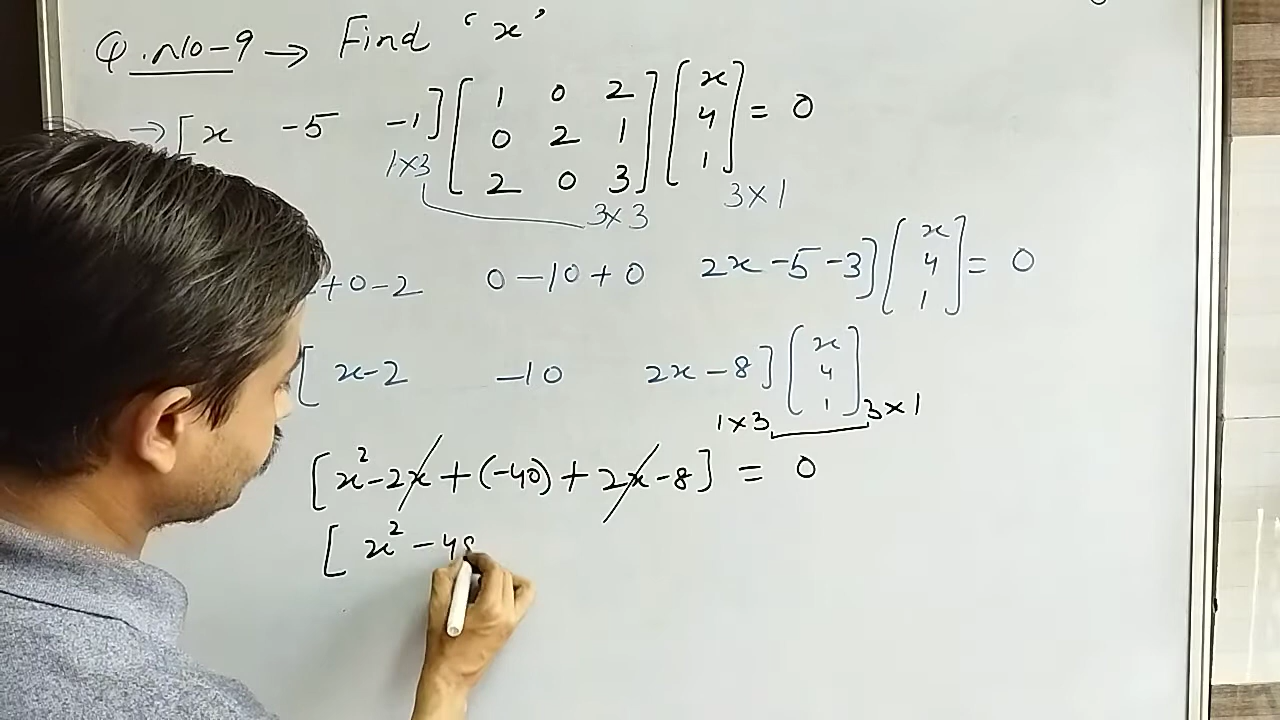 Q.No-9 → Find 'x'
→ [x -5 -1] [1 0 2 [x = 0
0 2 1 4
2 0 3] 1]
1×3 3×3 3×1
+0-2 0-10+0 2x-5-3] [x 4 1] = 0
[x-2 -10 2x-8] [x 4 1]
1×3 3×1
[x²-2x+(-40)+2x-8] = 0
[x²-48